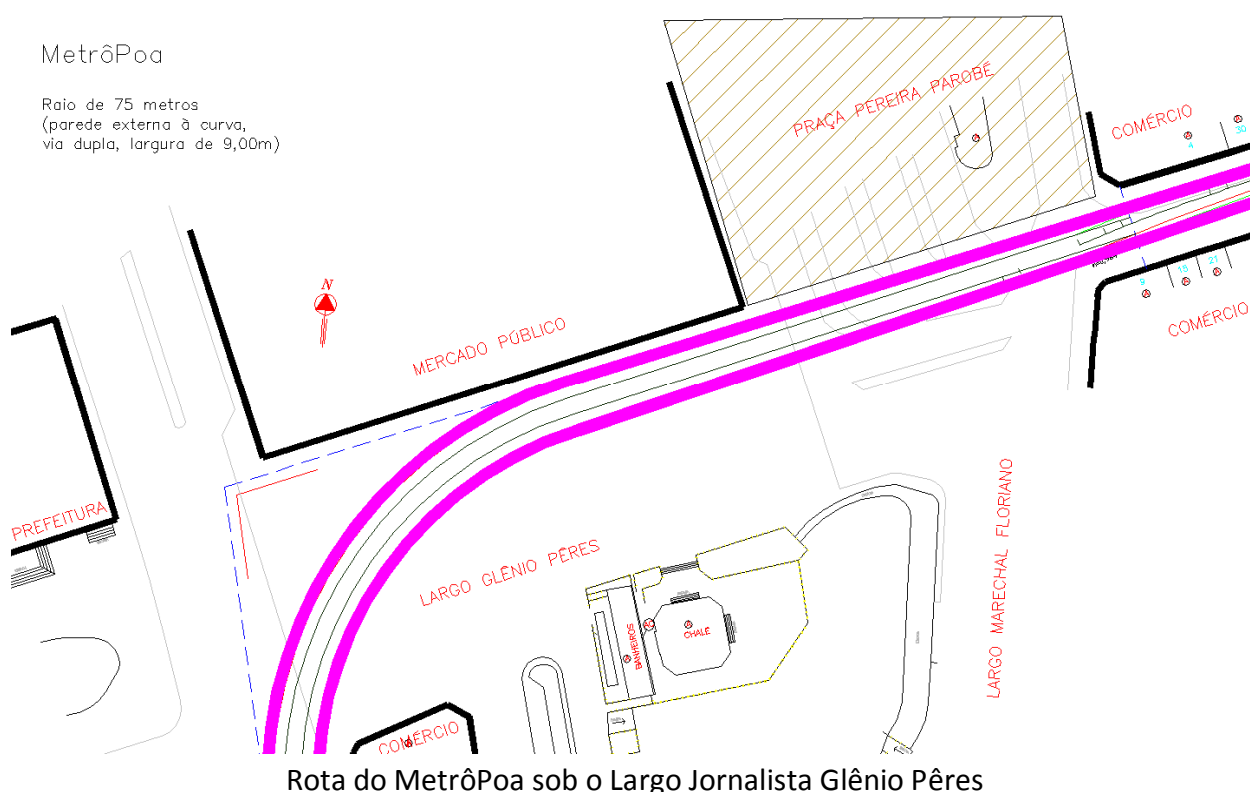 MetrôPoa
Raio de 75 metros
(parede externa à curva,
via dupla, largura de 9,00m)
PRAÇA PEREIRA PAROBÉ
COMÉRCIO
4
30
N
MERCADO PÚBLICO
9
15
21
COMÉRCIO
PREFEITURA
LARGO GLÊNIO PÊRES
LARGO MARECHAL FLORIANO
BANHEIROS
CHALÉ
COMÉRCIO
Rota do MetrôPoa sob o Largo Jornalista Glênio Pêres